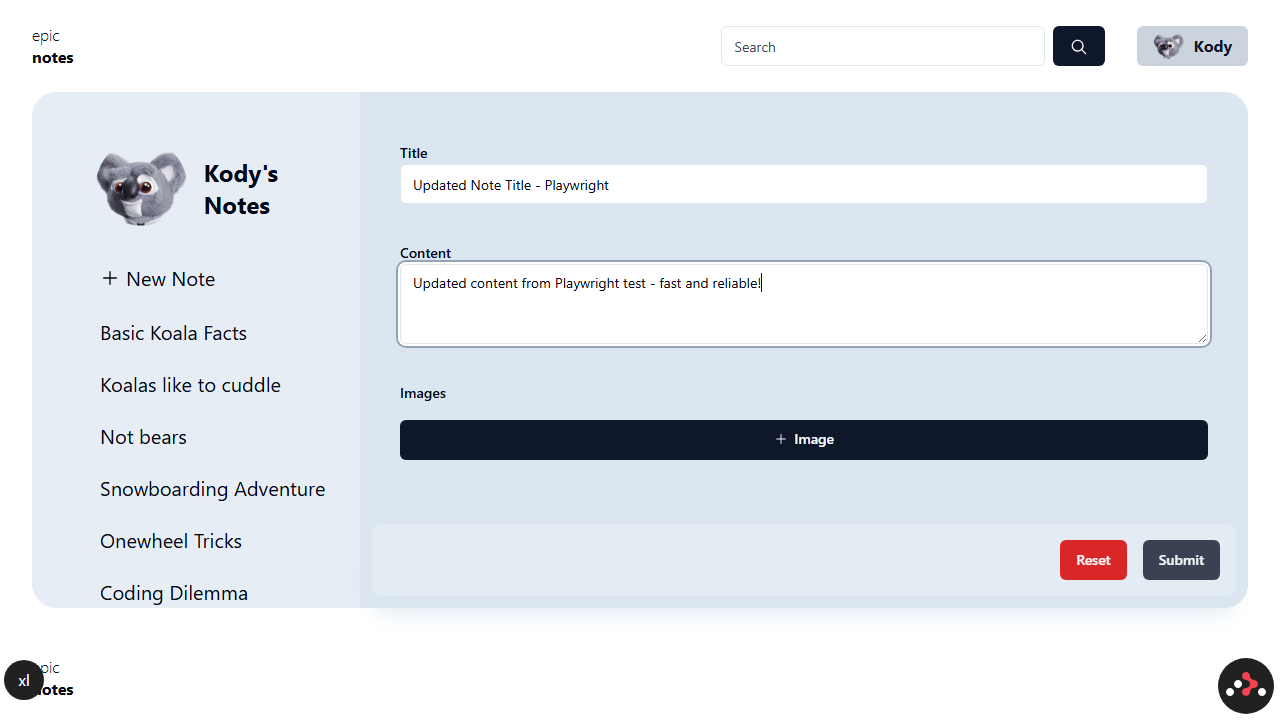 epic
notes
Search
Kody
Kody's
Notes
New Note
Basic Koala Facts
Koalas like to cuddle
Not bears
Snowboarding Adventure
Onewheel Tricks
Coding Dilemma
Title
Updated Note Title - Playwright
Content
Updated content from Playwright test - fast and reliable!
Images
Image
Reset
Submit
epic
notes
xl